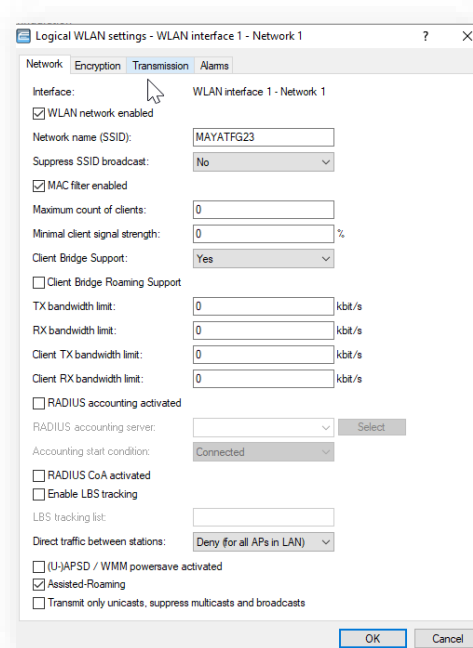 Logical WLAN settings - WLAN interface 1 - Network 1 ?
Network Encryption Transmission Alarms
Interface: WLAN interface 1 - Network 1
WLAN network enabled
Network name (SSID): MAYATFG23
Suppress SSID broadcast: No
MAC filter enabled
Maximum count of clients: 0
Minimal client signal strength: 0 %
Client Bridge Support: Yes
Client Bridge Roaming Support
TX bandwidth limit: 0 kbit/s
RX bandwidth limit: 0 kbit/s
Client TX bandwidth limit: 0 kbit/s
Client RX bandwidth limit: 0 kbit/s
RADIUS accounting activated
RADIUS accounting server: Select
Accounting start condition: Connected
RADIUS CoA activated
Enable LBS tracking
LBS tracking list:
Direct traffic between stations: Deny (for all APs in LAN)
(U-)APSD / WMM powersave activated
Assisted-Roaming
Transmit only unicasts, suppress multicasts and broadcasts
OK Cancel